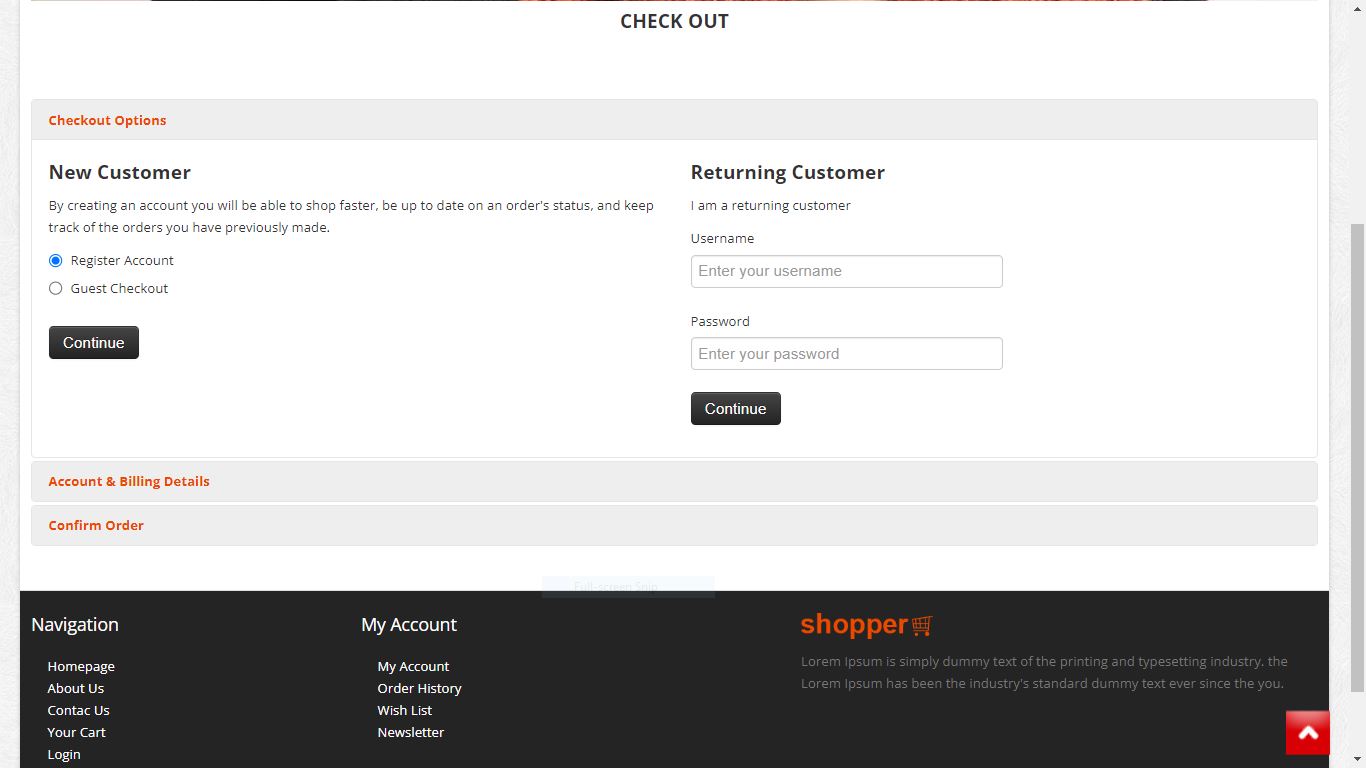 CHECK OUT
Checkout Options
New Customer
By creating an account you will be able to shop faster, be up to date on an order's status, and keep
track of the orders you have previously made.
Register Account
Guest Checkout
Continue
Returning Customer
I am a returning customer
Username
Enter your username
Password
Enter your password
Continue
Account & Billing Details
Confirm Order
Full-screen Snip
Navigation
Homepage
About Us
Contac Us
Your Cart
Login
My Account
My Account
Order History
Wish List
Newsletter
shopper
Lorem Ipsum is simply dummy text of the printing and typesetting industry. the
Lorem Ipsum has been the industry's standard dummy text ever since the you.